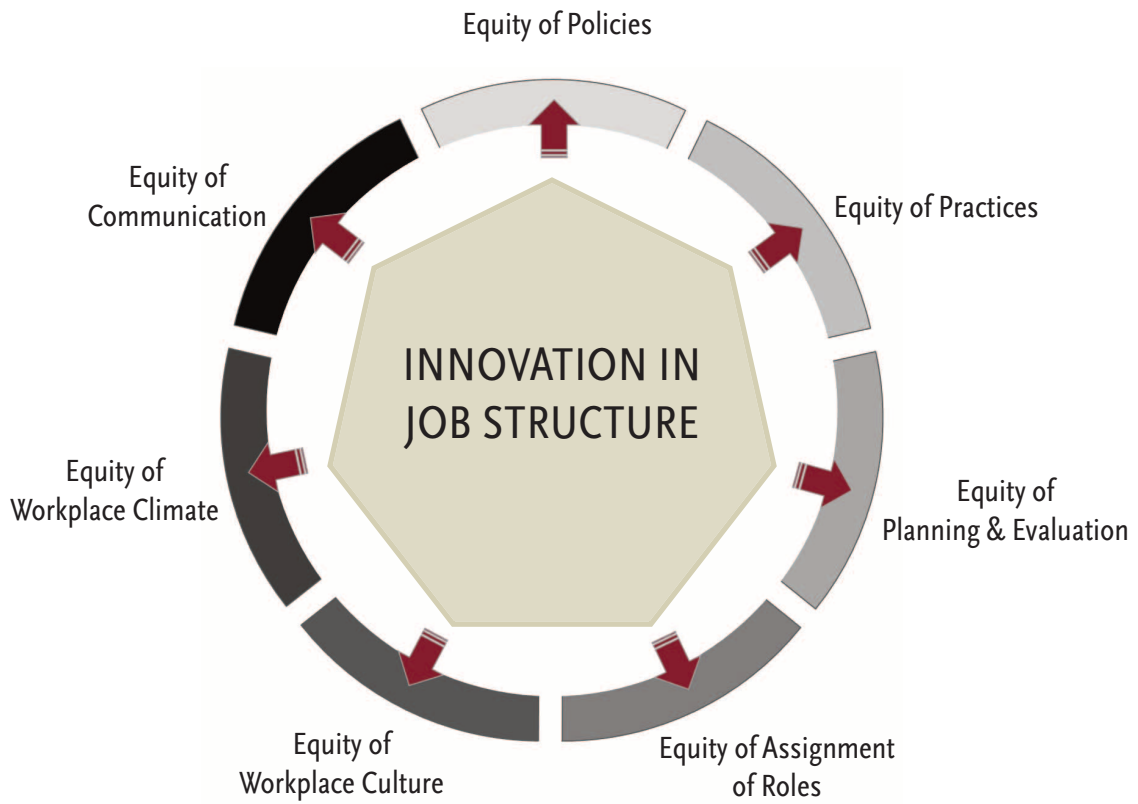 Equity of Policies
Equity of
Communication
Equity of Practices
INNOVATION IN
JOB STRUCTURE
Equity of
Workplace Climate
Equity of
Planning & Evaluation
Equity of
Workplace Culture
Equity of Assignment
of Roles